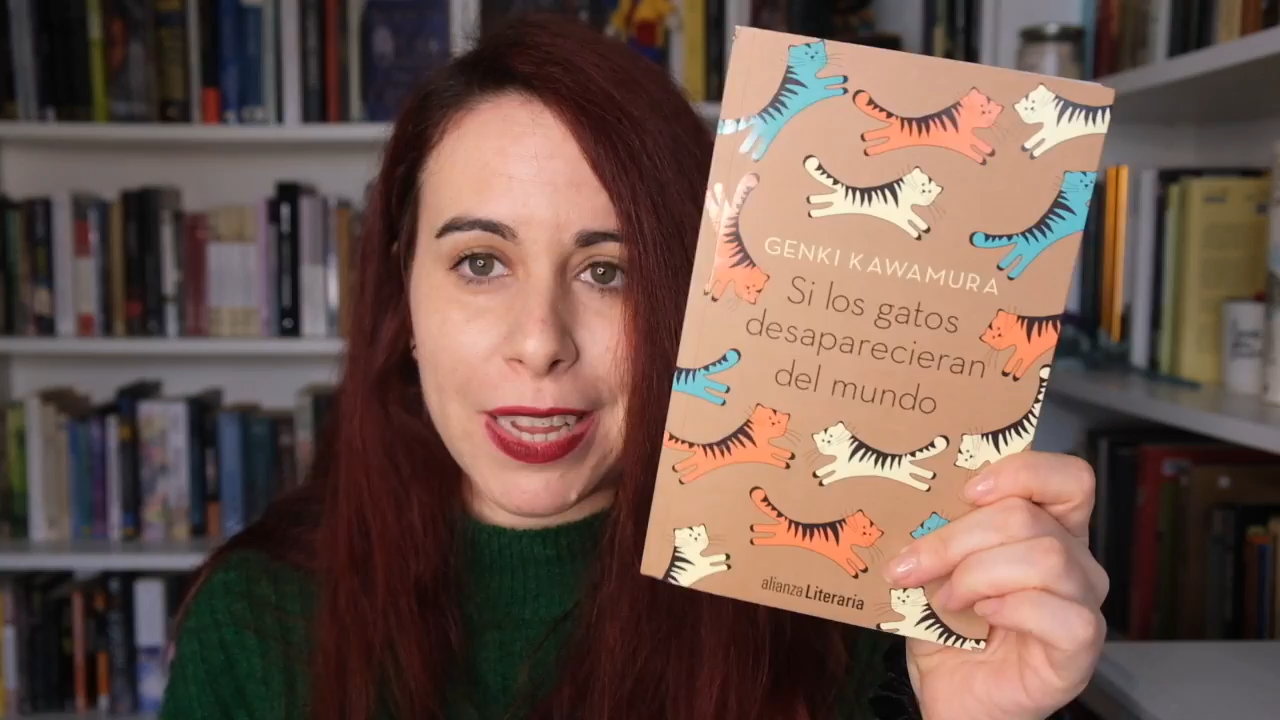 GENKI KAWAMURA
Si los gatos
desaparecieran
del mundo
alianza Literaria